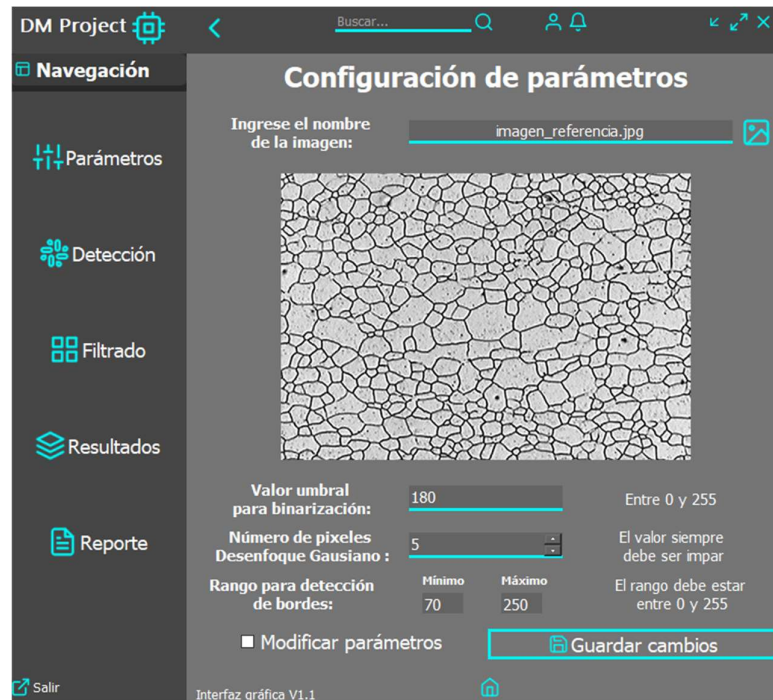 DM Project
Buscar...
Navegación
Configuración de parámetros
Ingrese el nombre
de la imagen:
imagen_referencia.jpg
Parámetros
Detección
Filtrado
Resultados
Reporte
Valor umbral
para binarización:
180
Entre 0 y 255
Número de pixeles
Desenfoque Gausiano :
5
El valor siempre
debe ser impar
Rango para detección
de bordes:
Mínimo
70
Máximo
250
El rango debe estar
entre 0 y 255
Modificar parámetros
Guardar cambios
Salir
Interfaz gráfica V1.1